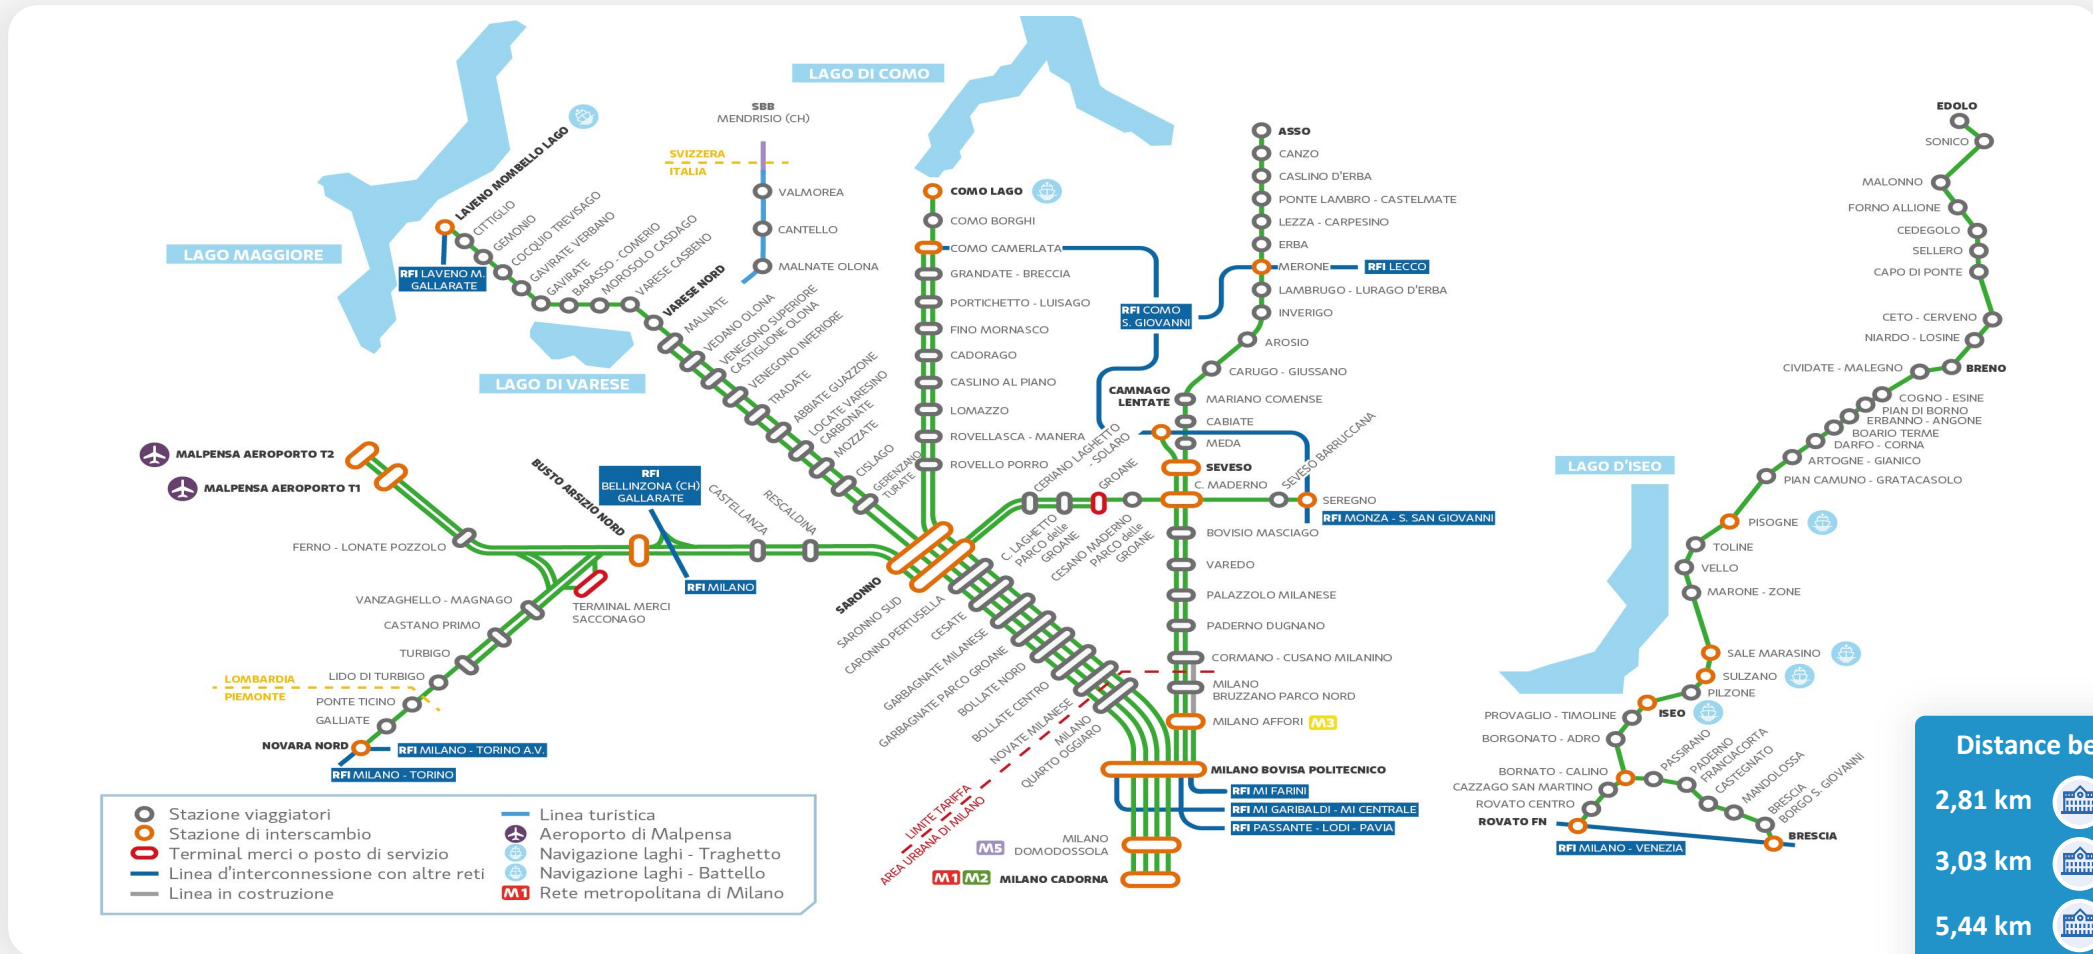 LAGO DI COMO
LAGO MAGGIORE
LAGO DI VARESE
LAGO D'ISEO
SBB
MENDRISIO (CH)
SVIZZERA
ITALIA
VALMOREA
CANTELLO
MALNATE OLONA
LAVENO MOMBELLO LAGO
CITTIGLIO
GEMONIO
COCQUIO TREVISAGO
GAVIRATE VERBANO
GAVIRATE
BARASSO - COMERIO
MOROSOLO CASDAGO
VARESE CASBENO
VARESE NORD
MALNATE
VEDANO OLONA
VENEGONO SUPERIORE
CASTIGLIONE OLONA
VENEGONO INFERIORE
TRADATE
ABBIATE GUAZZONE
LOCATE VARESINO
CARBONATE
MOZZATE
CISLAGO
GERENZANO
TURATE
RFI LAVENO M.
GALLARATE
COMO LAGO
COMO BORGHI
COMO CAMERLATA
GRANDATE - BRECCIA
PORTICHETTO - LUISAGO
FINO MORNASCO
CADORAGO
CASLINO AL PIANO
LOMAZZO
ROVELLASCA - MANERA
ROVELLO PORRO
RFI COMO
S. GIOVANNI
ASSO
CANZO
CASLINO D'ERBA
PONTE LAMBRO - CASTELMATE
LEZZA - CARPESINO
ERBA
MERONE
RFI LECCO
LAMBRUGO - LURAGO D'ERBA
INVERIGO
AROSIO
CARUGO - GIUSSANO
MARIANO COMENSE
CABIATE
MEDA
CAMNAGO
LENTATE
SEVESO
C. MADERNO
SEVESO BARRUCCANA
SEREGNO
RFI MONZA - S. SAN GIOVANNI
BOVISIO MASCIAGO
VAREDO
PALAZZOLO MILANESE
PADERNO DUGNANO
CORMANO - CUSANO MILANINO
MILANO
BRUZZANO PARCO NORD
MILANO AFFORI M3
MILANO BOVISA POLITECNICO
RFI MI FARINI
RFI MI GARIBALDI - MI CENTRALE
RFI PASSANTE - LODI - PAVIA
M5 MILANO
DOMODOSSOLA
M1 M2 MILANO CADORNA
CERIANO LAGHETTO
- SOLARO
GROANE
C. LAGHETTO
PARCO delle
GROANE
CESANO MADERNO
PARCO delle
GROANE
MALPENSA AEROPORTO T2
MALPENSA AEROPORTO T1
FERNO - LONATE POZZOLO
BUSTO ARSIZIO NORD
RFI
BELLINZONA (CH)
GALLARATE
RFI MILANO
CASTELLANZA
RESCALDINA
TERMINAL MERCI
SACCONAGO
VANZAGHELLO - MAGNAGO
CASTANO PRIMO
TURBIGO
LIDO DI TURBIGO
LOMBARDIA
PIEMONTE
PONTE TICINO
GALLIATE
NOVARA NORD
RFI MILANO - TORINO A.V.
RFI MILANO - TORINO
SARONNO
SARONNO SUD
CARONNO PERTUSELLA
CESATE
GARBAGNATE MILANESE
GARBAGNATE PARCO GROANE
BOLLATE NORD
BOLLATE CENTRO
NOVATE MILANESE
MILANO
QUARTO OGGIARO
LIMITE TARIFFA
AREA URBANA DI MILANO
EDOLO
SONICO
MALONNO
FORNO ALLIONE
CEDEGOLO
SELLERO
CAPO DI PONTE
CETO - CERVENO
NIARDO - LOSINE
BRENO
CIVIDATE - MALEGNO
COGNO - ESINE
PIAN DI BORNO
ERBANNO - ANGONE
BOARIO TERME
DARFO - CORNA
ARTOGNE - GIANICO
PIAN CAMUNO - GRATACASOLO
PISOGNE
TOLINE
VELLO
MARONE - ZONE
SALE MARASINO
SULZANO
PILZONE
ISEO
PROVAGLIO - TIMOLINE
BORGONATO - ADRO
BORNATO - CALINO
CAZZAGO SAN MARTINO
ROVATO CENTRO
ROVATO FN
PASSIRANO
PADERNO
FRANCIACORTA
CASTEGNATO
MANDOLOSSA
BRESCIA
BORGO S. GIOVANNI
BRESCIA
RFI MILANO - VENEZIA
Stazione viaggiatori
Stazione di interscambio
Terminal merci o posto di servizio
Linea d'interconnessione con altre reti
Linea in costruzione
Linea turistica
Aeroporto di Malpensa
Navigazione laghi - Traghetto
Navigazione laghi - Battello
M1 Rete metropolitana di Milano
Distance be
2,81 km
3,03 km
5,44 km